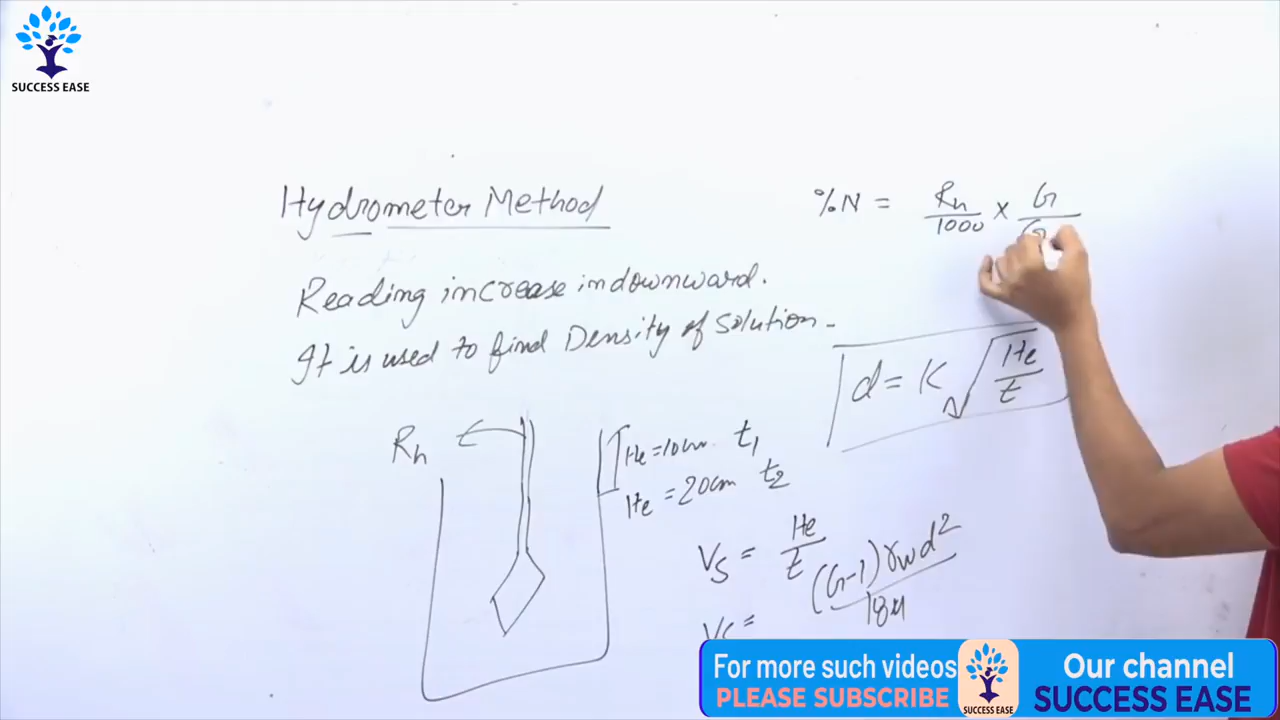 SUCCESS EASE
Hydrometer Method
Reading increase in downward.
It is used to find Density of Solution.
%N = Rh/1000 × G/(G
d = K √(He/t)
Rh
He = 10cm t1
He = 20cm t2
Vs = He/t
Vs = (G-1)γwd²/18μ
For more such videos
PLEASE SUBSCRIBE
SUCCESS EASE
Our channel
SUCCESS EASE